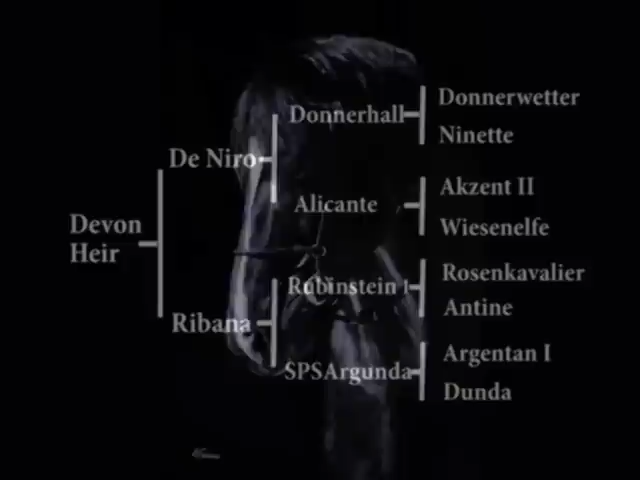 Donnerwetter
Donnerhall
Ninette
De Niro
Akzent II
Alicante
Wiesenelfe
Devon
Heir
Rosenkavalier
Rubinstein I
Antine
Ribana
Argentan I
SPSArgunda
Dunda